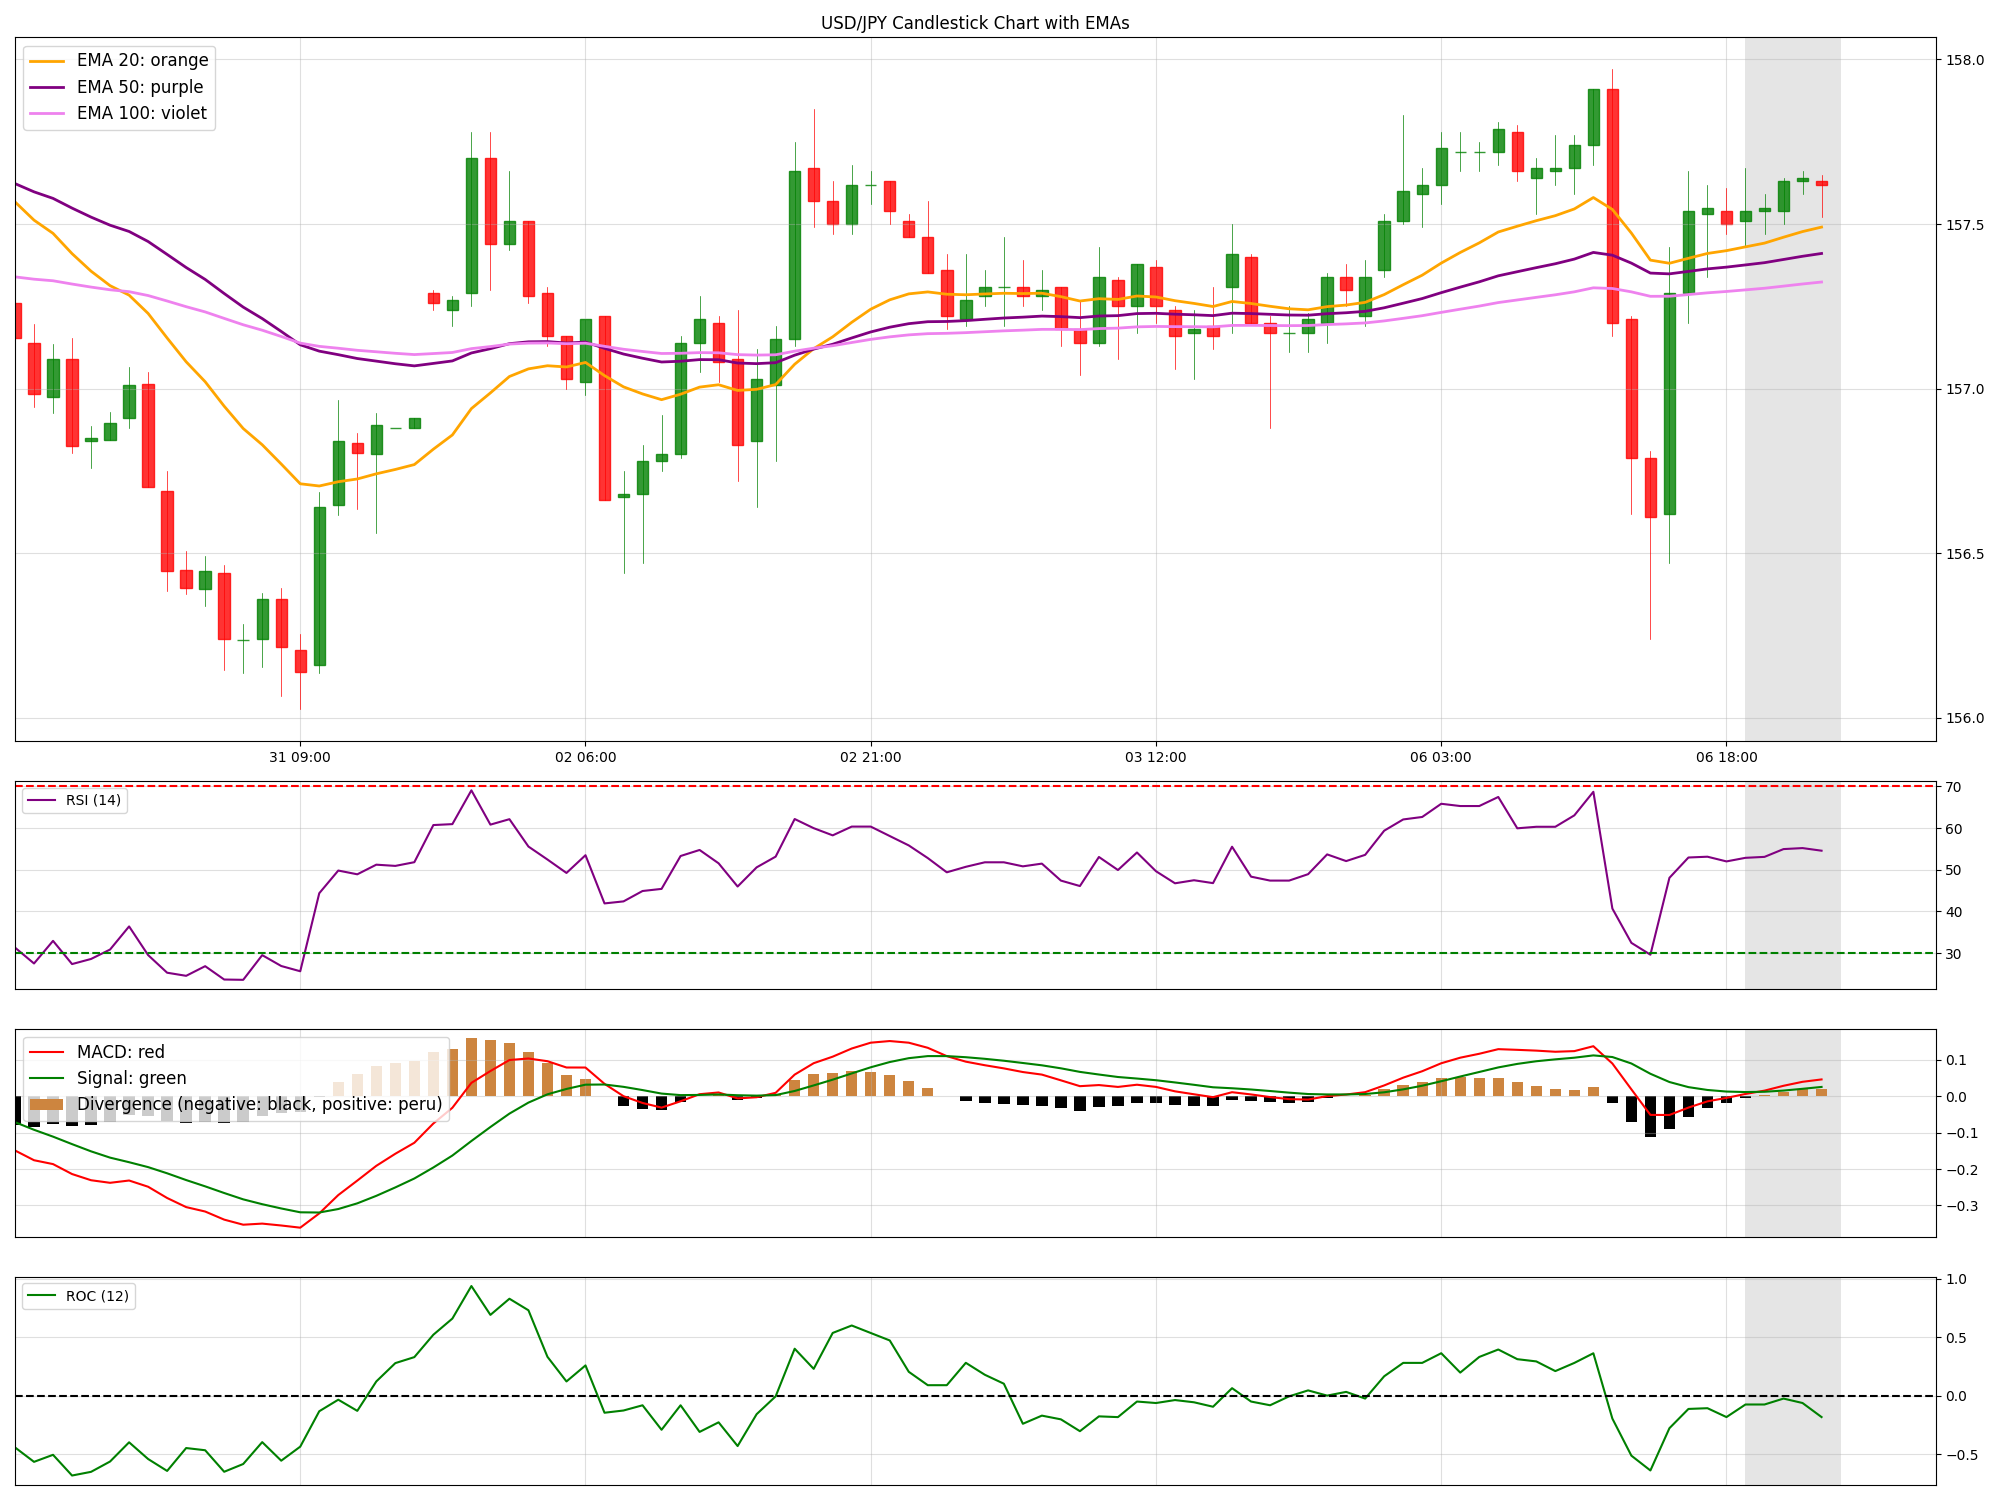 USD/JPY Candlestick Chart with EMAs
EMA 20: orange
EMA 50: purple
EMA 100: violet
158.0
157.5
157.0
156.5
156.0
31 09:00
02 06:00
02 21:00
03 12:00
06 03:00
06 18:00
RSI (14)
70
60
50
40
30
MACD: red
Signal: green
Divergence (negative: black, positive: peru)
0.1
0.0
−0.1
−0.2
−0.3
ROC (12)
1.0
0.5
0.0
−0.5